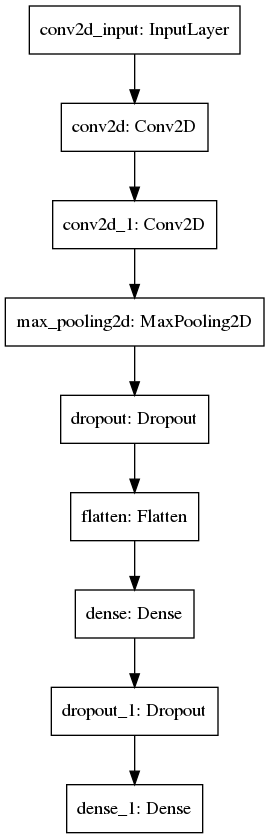 conv2d_input: InputLayer
conv2d: Conv2D
conv2d_1: Conv2D
max_pooling2d: MaxPooling2D
dropout: Dropout
flatten: Flatten
dense: Dense
dropout_1: Dropout
dense_1: Dense